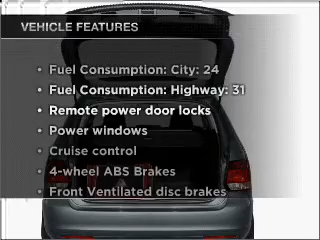 VEHICLE FEATURES
• Fuel Consumption: City: 24
• Fuel Consumption: Highway: 31
• Remote power door locks
• Power windows
• Cruise control
• 4-wheel ABS Brakes
• Front Ventilated disc brakes